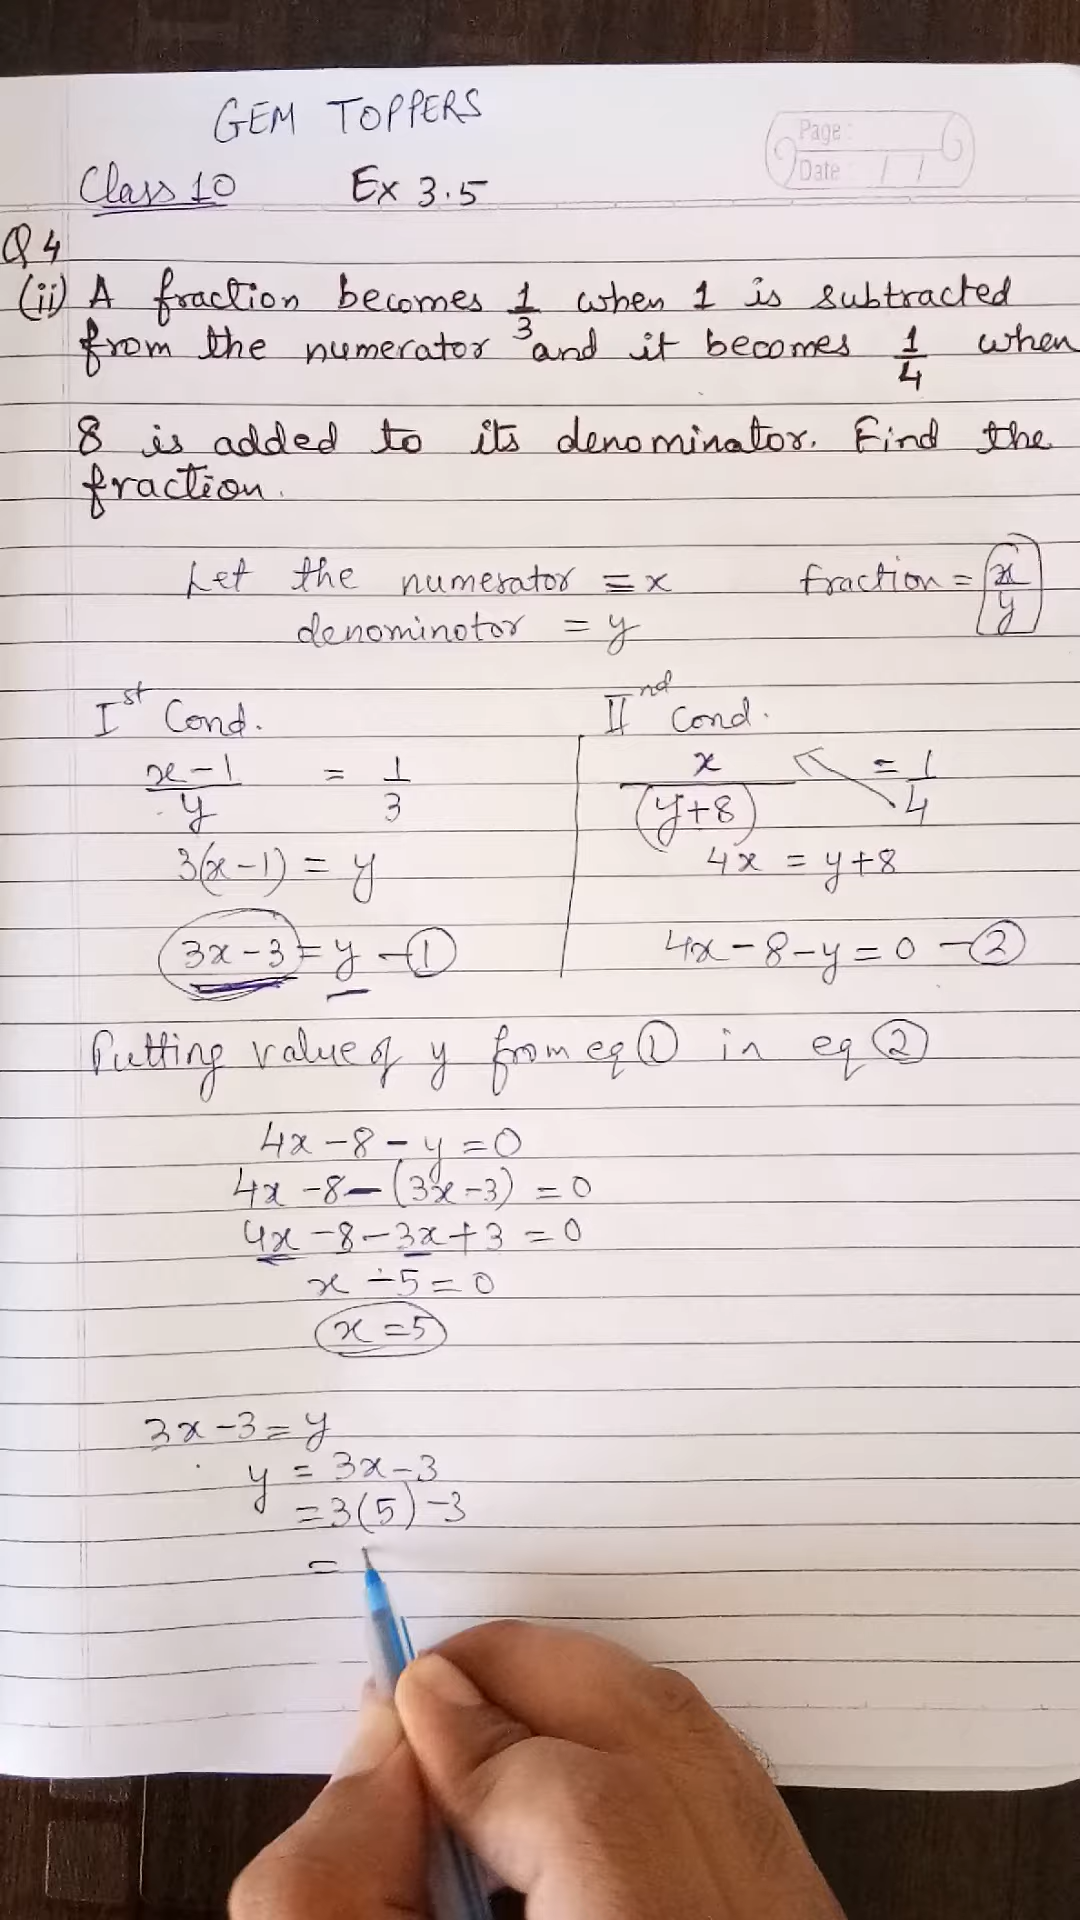 GEM TOPPERS
Page :
Date / /
Class 10 Ex 3.5
Q 4
(ii) A fraction becomes 1/3 when 1 is subtracted
from the numerator and it becomes 1/4 when
8 is added to its denominator. Find the
fraction.
Let the numerator = x fraction = x/y
denominotor = y
Ist Cond. IInd Cond.
x-1/y = 1/3 x/(y+8) = 1/4
3(x-1) = y 4x = y+8
3x-3 = y -① 4x-8-y=0 -②
Putting value of y from eq ① in eq ②
4x-8-y=0
4x-8-(3x-3) = 0
4x-8-3x+3 = 0
x-5=0
x=5
3x-3=y
y = 3x-3
=3(5)-3
=